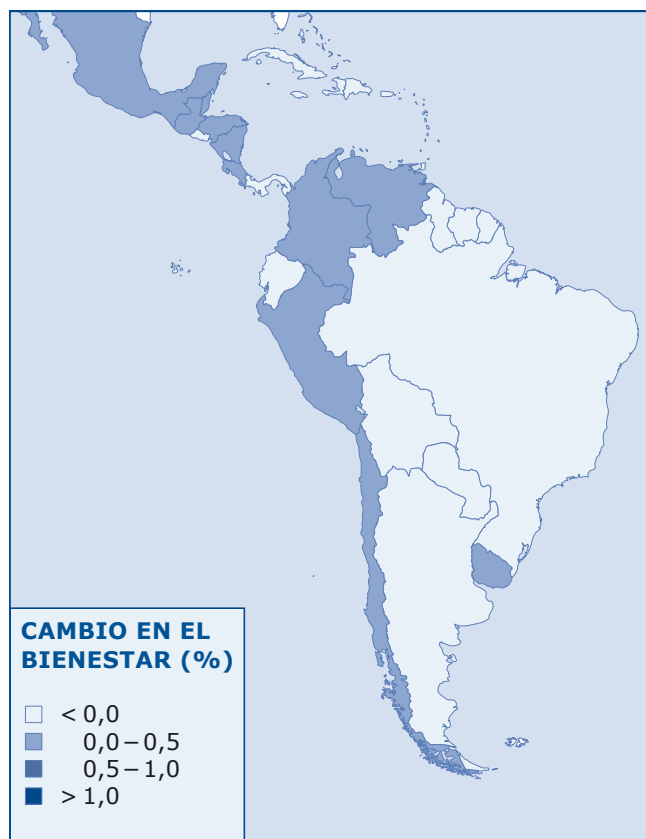 CAMBIO EN EL
BIENESTAR (%)
< 0,0
0,0 – 0,5
0,5 – 1,0
> 1,0